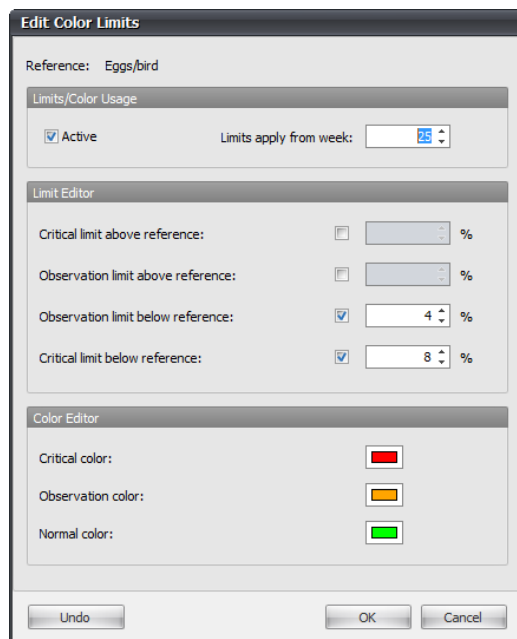 Edit Color Limits
Reference: Eggs/bird
Limits/Color Usage
Active Limits apply from week: 25
Limit Editor
Critical limit above reference: %
Observation limit above reference: %
Observation limit below reference: 4 %
Critical limit below reference: 8 %
Color Editor
Critical color:
Observation color:
Normal color:
Undo OK Cancel